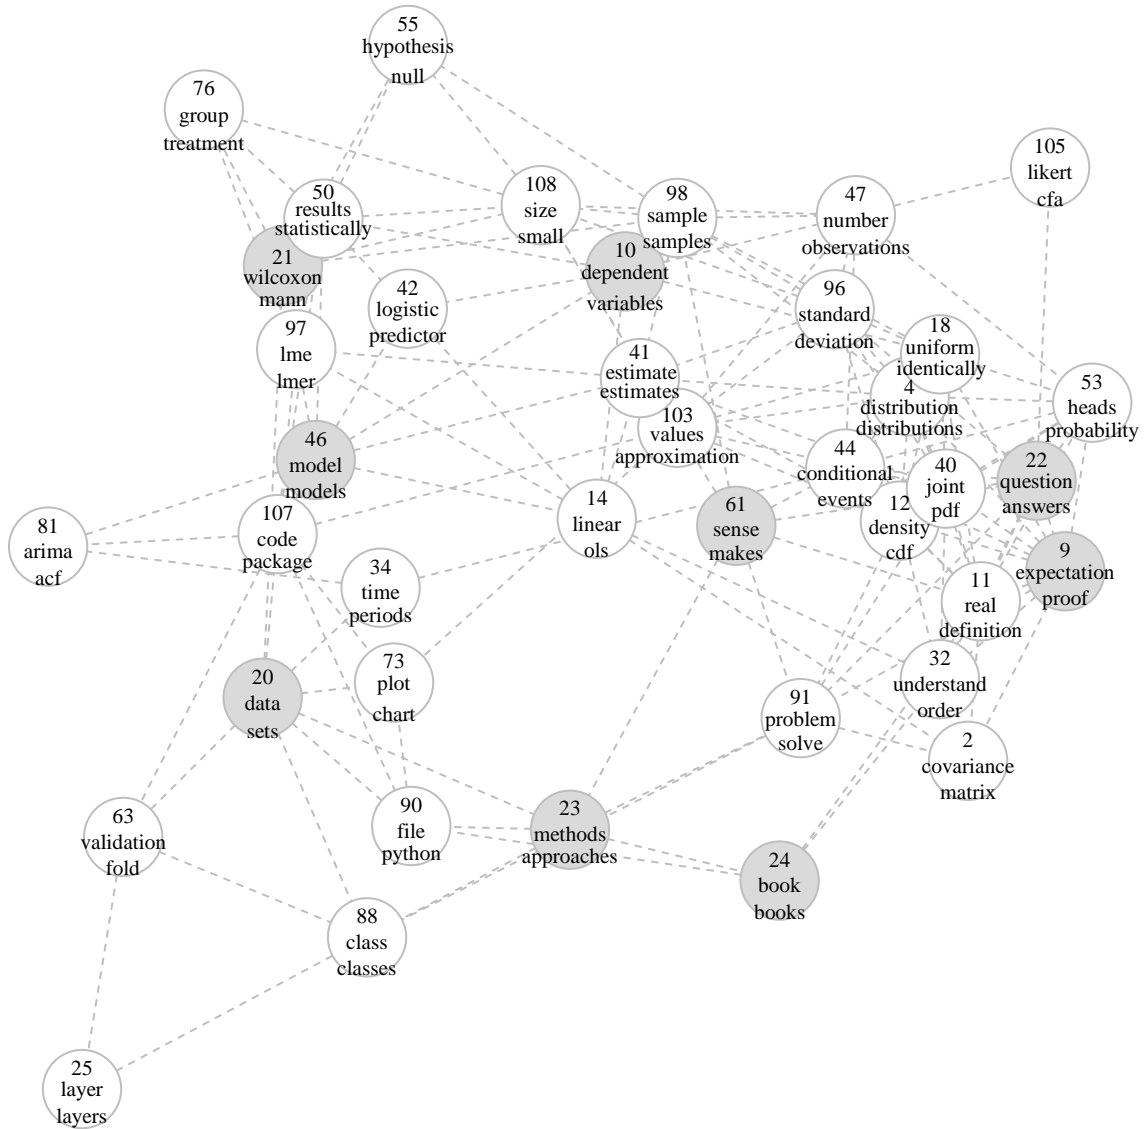 55
hypothesis
null
76
group
treatment
105
likert
cfa
50
results
statistically
108
size
small
98
sample
samples
47
number
observations
21
wilcoxon
mann
10
dependent
variables
42
logistic
predictor
96
standard
deviation
97
lme
lmer
18
uniform
identically
41
estimate
estimates
4
distribution
distributions
53
heads
probability
103
values
approximation
46
model
models
44
conditional
events
40
joint
pdf
22
question
answers
14
linear
ols
61
sense
makes
12
density
cdf
81
arima
acf
107
code
package
9
expectation
proof
34
time
periods
11
real
definition
20
data
sets
73
plot
chart
32
understand
order
91
problem
solve
2
covariance
matrix
63
validation
fold
90
file
python
23
methods
approaches
24
book
books
88
class
classes
25
layer
layers